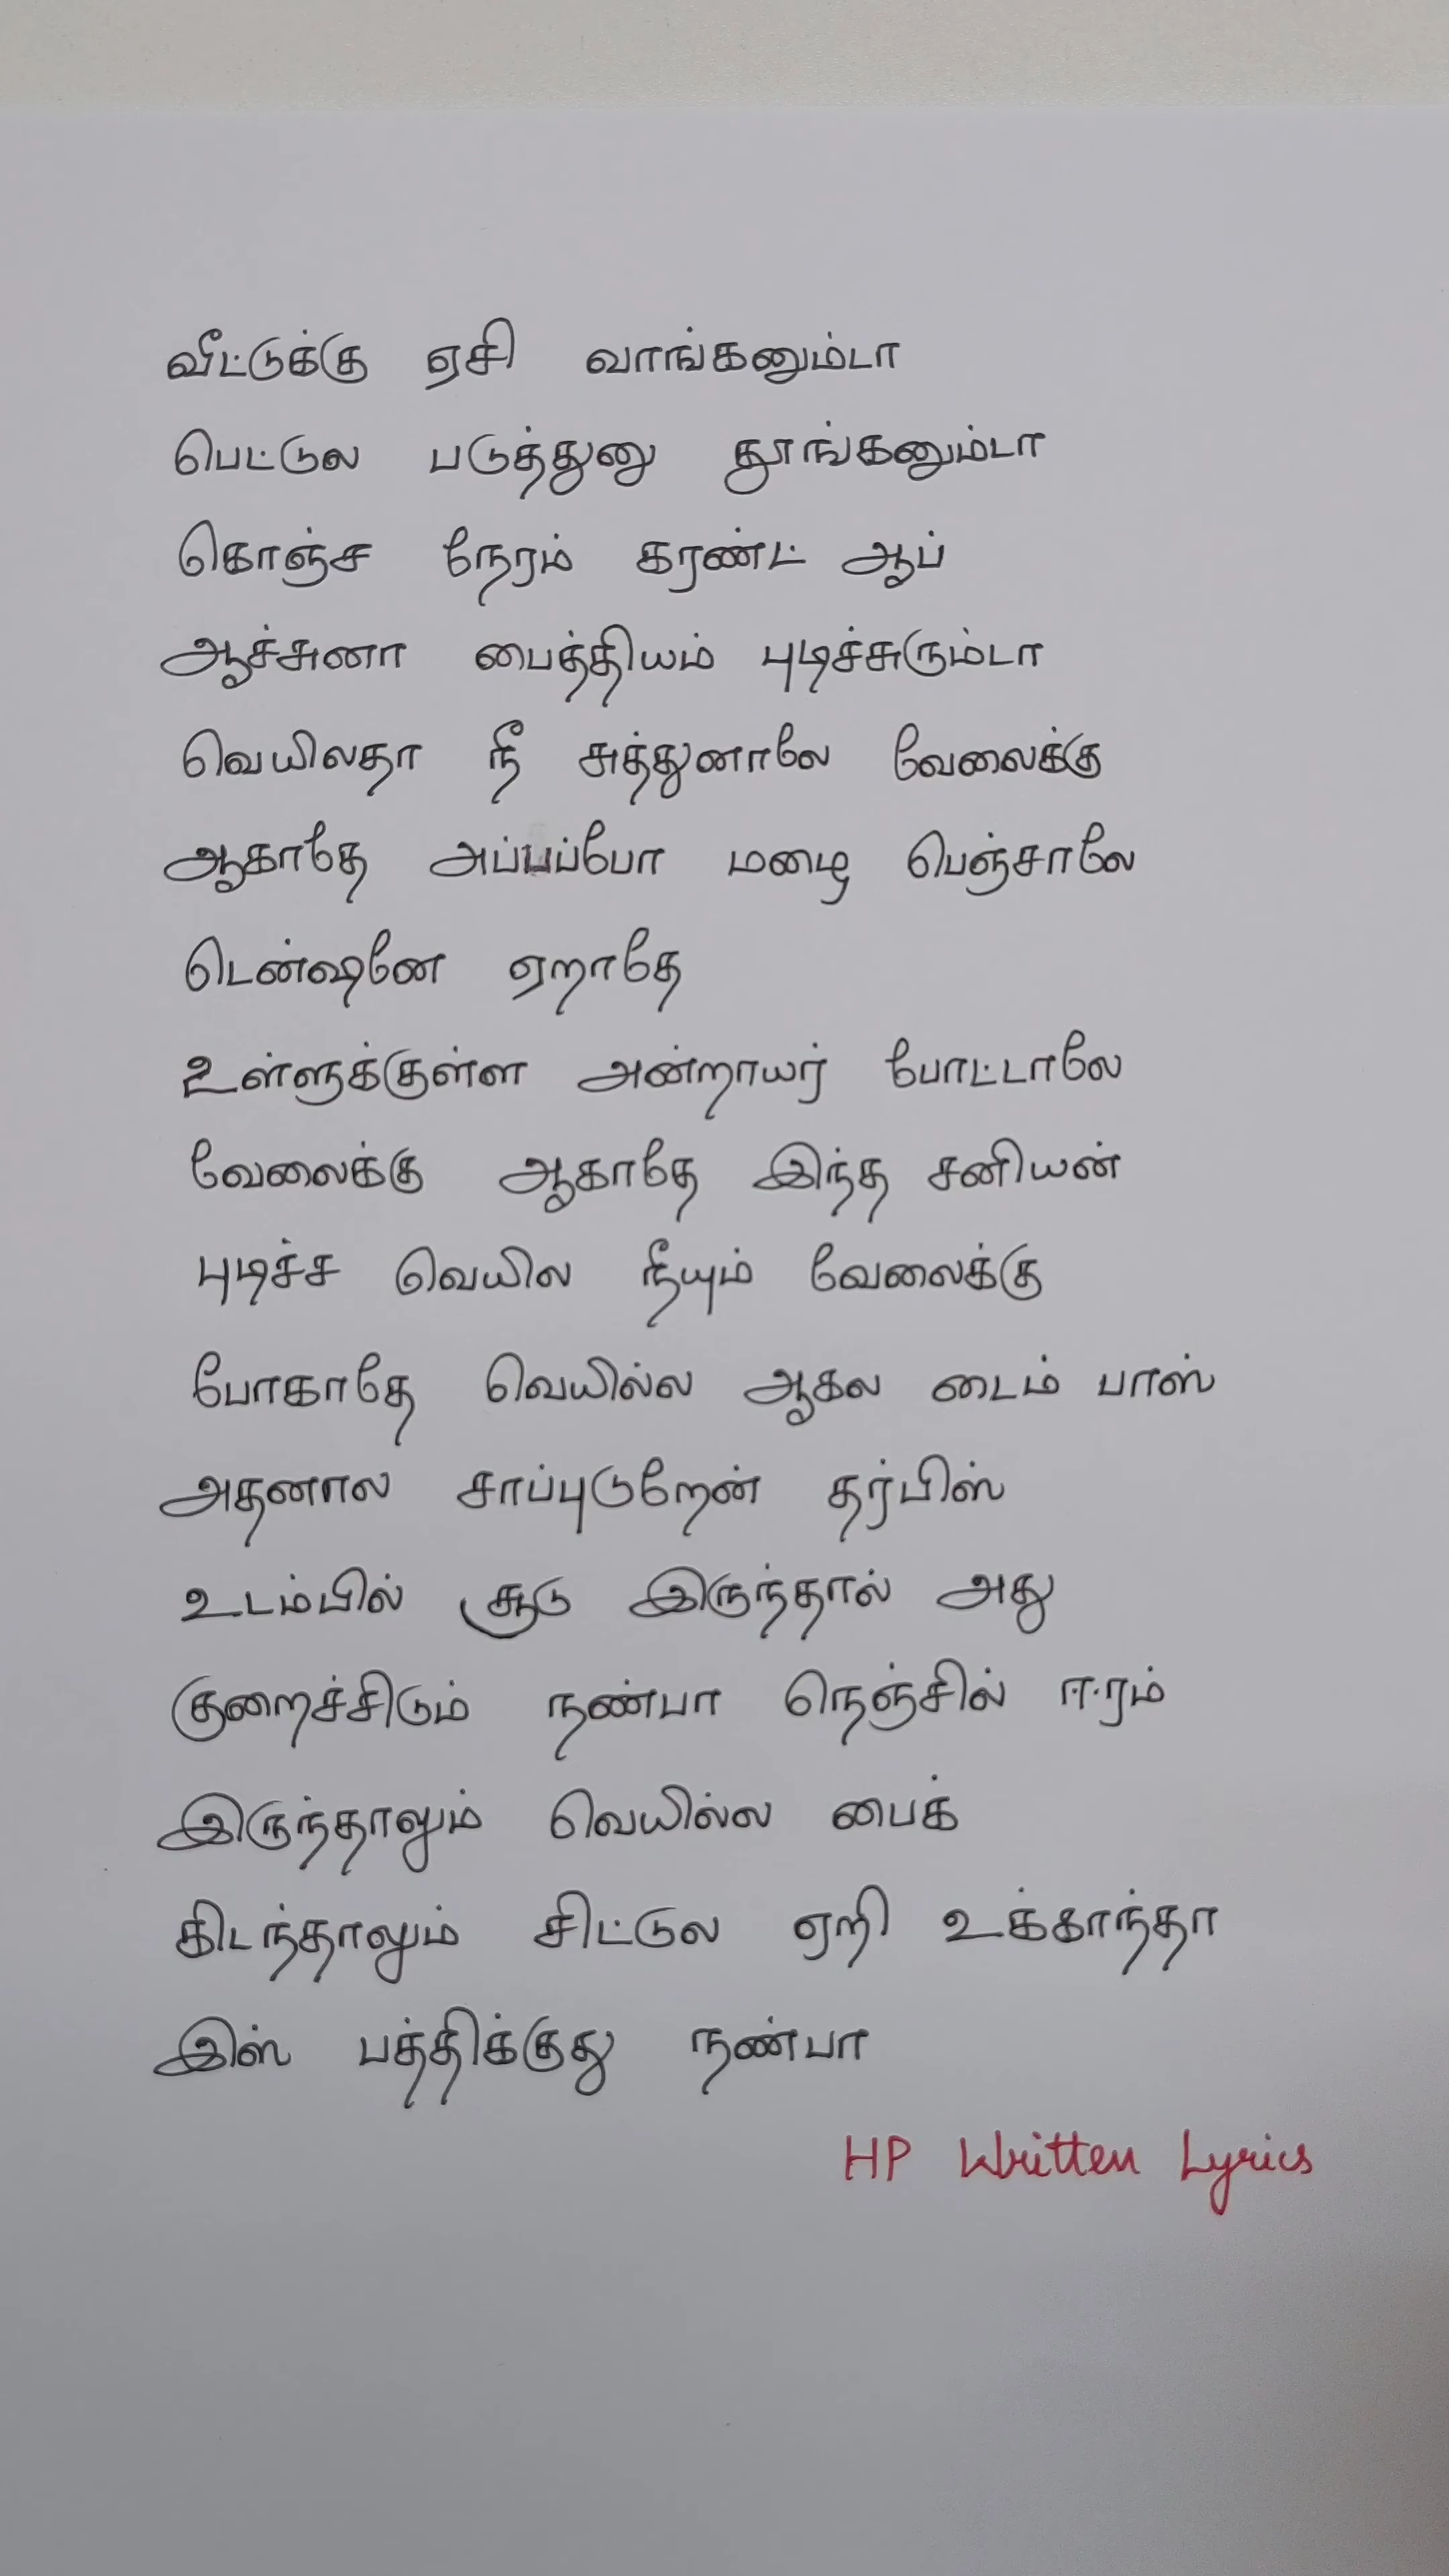 வீட்டுக்கு ஏசி வாங்கனும்டா
பெட்டுல படுத்துனு தூங்கனும்டா
கொஞ்ச நேரம் கரண்ட் ஆப்
ஆச்சுனா பைத்தியம் புடிச்சுரும்டா
வெயிலதா நீ சுத்துனாலே வேலைக்கு
ஆகாதே அப்பப்போ மழை பெஞ்சாலே
டென்ஷனே ஏறாதே
உள்ளுக்குள்ள அன்றாயர் போட்டாலே
வேலைக்கு ஆகாதே இந்த சனியன்
புடிச்ச வெயில நீயும் வேலைக்கு
போகாதே வெயில்ல ஆகல டைம் பாஸ்
அதனால சாப்புடுறேன் தர்பிஸ்
உடம்பில் சூடு இருந்தால் அது
குறைச்சிடும் நண்பா நெஞ்சில் ஈரம்
இருந்தாலும் வெயில்ல பைக்
கிடந்தாலும் சிட்டுல ஏறி உக்காந்தா
இஸ் பத்திக்குது நண்பா
HP Written Lyrics